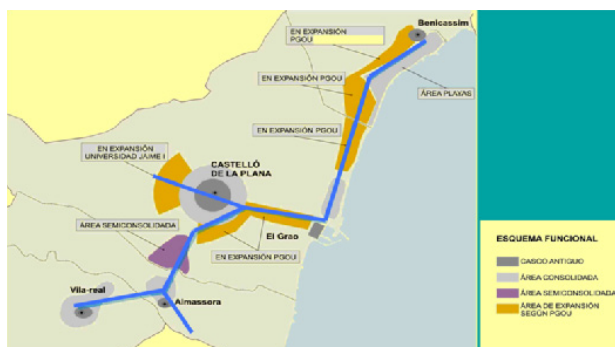 EN EXPANSIÓN
PGOU
Benicassim
EN EXPANSIÓN PGOU
ÁREA PLAYAS
EN EXPANSIÓN PGOU
EN EXPANSIÓN
UNIVERSIDAD JAIME I
CASTELLÓ
DE LA PLANA
ÁREA SEMICONSOLIDADA
El Grao
EN EXPANSIÓN PGOU
Vila-real
Almassora
ESQUEMA FUNCIONAL
CASCO ANTIGUO
ÁREA CONSOLIDADA
ÁREA SEMICONSOLIDADA
ÁREA DE EXPANSIÓN
SEGÚN PGOU